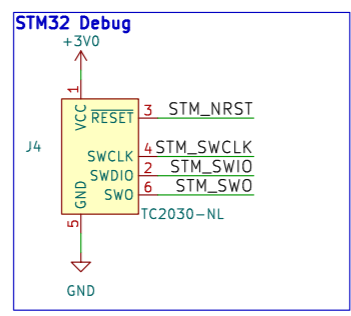 STM32 Debug
+3V0
1
VCC
RESET
3
STM_NRST
J4
SWCLK
4
STM_SWCLK
SWDIO
2
STM_SWIO
SWO
6
STM_SWO
GND
5
TC2030-NL
GND